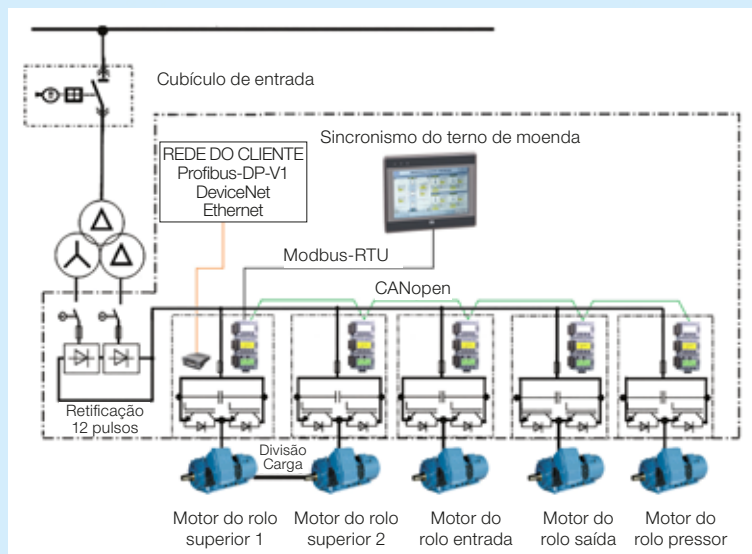 Cubículo de entrada
Sincronismo do terno de moenda
REDE DO CLIENTE
Profibus-DP-V1
DeviceNet
Ethernet
Modbus-RTU
CANopen
Retificação
12 pulsos
Divisão
Carga
Motor do rolo
superior 1
Motor do rolo
superior 2
Motor do
rolo entrada
Motor do
rolo saída
Motor do
rolo pressor